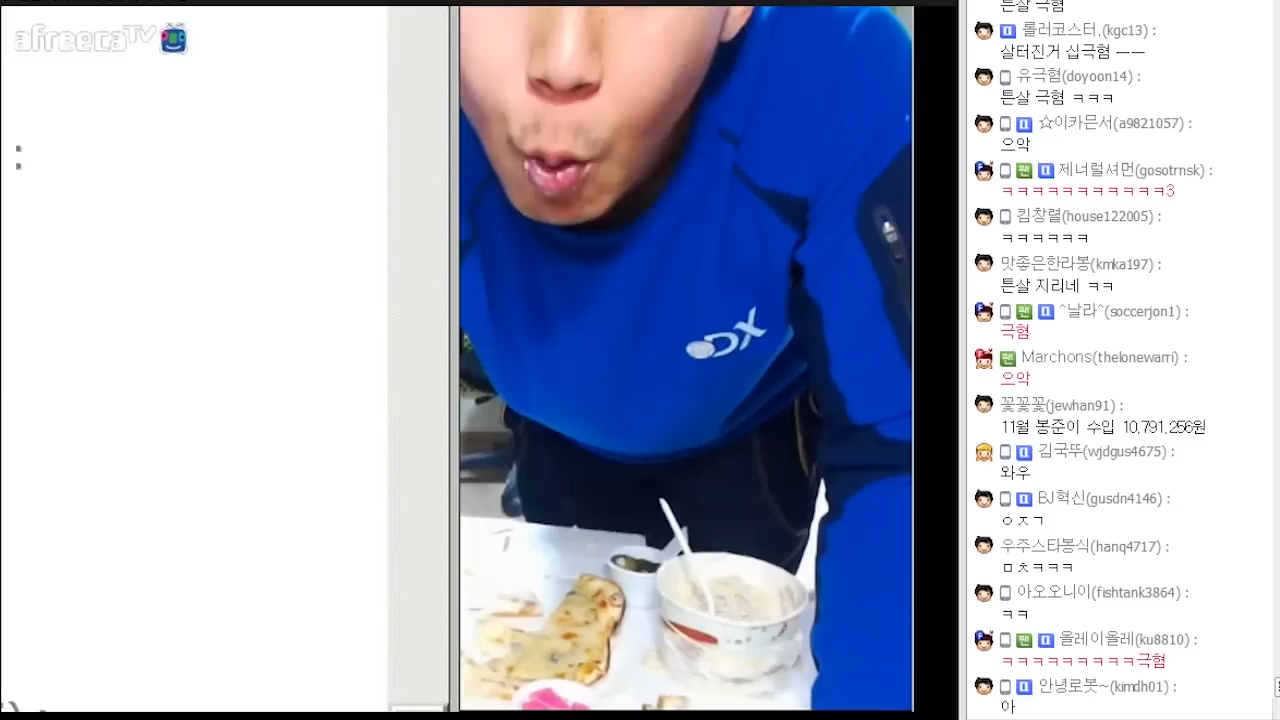 afreecaTV
DX
튼살 극혐
롤러코스터.(kgc13) :
살터진거 십극혐 ㅡㅡ
유극혐(doyoon14) :
튼살 극혐 ㅋㅋㅋ
☆이카믄서(a9821057) :
으악
팬 제너럴셔먼(gosotrnsk) :
ㅋㅋㅋㅋㅋㅋㅋㅋㅋㅋㅋ3
킴창렬(house122005) :
ㅋㅋㅋㅋㅋㅋ
맛좋은한라봉(kmka197) :
튼살 지리네 ㅋㅋ
팬 ^날라^(soccerjon1) :
극혐
팬 Marchons(thelonewarri) :
으악
꽃꽃꽃(jewhan91) :
11월 봉준이 수입 10,791,256원
김국뚜(wjdgus4675) :
와우
BJ혁신(gusdn4146) :
ㅇㅈㄱ
우주스타봉식(hanq4717) :
ㅁㅊㅋㅋㅋ
아오오니이(fishtank3864) :
ㅋㅋ
팬 올레이올레(ku8810) :
ㅋㅋㅋㅋㅋㅋㅋㅋㅋ극혐
안녕로봇~(kimdh01) :
아